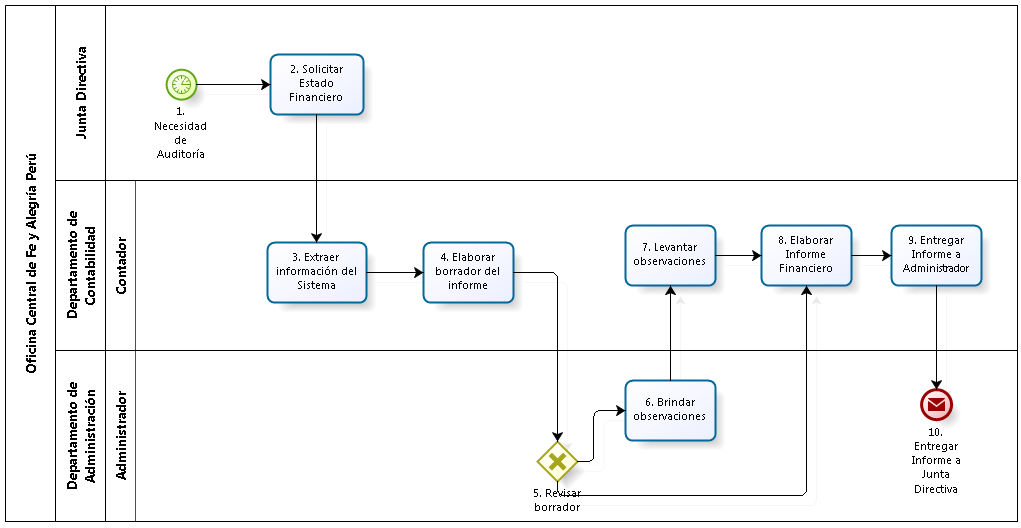 Oficina Central de Fe y Alegría Perú
Junta Directiva
1.
Necesidad
de
Auditoría
2. Solicitar
Estado
Financiero
Departamento de
Contabilidad
Contador
3. Extraer
información del
Sistema
4. Elaborar
borrador del
informe
7. Levantar
observaciones
8. Elaborar
Informe
Financiero
9. Entregar
Informe a
Administrador
Departamento de
Administración
Administrador
5. Revisar
borrador
6. Brindar
observaciones
10.
Entregar
Informe a
Junta
Directiva